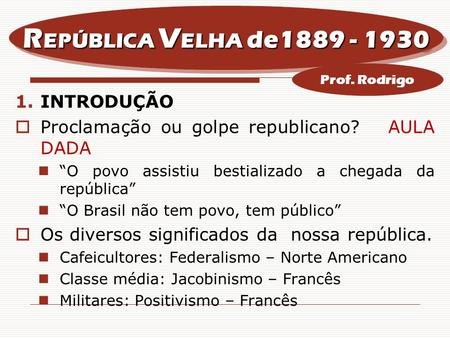 REPÚBLICA VELHA de1889 - 1930
Prof. Rodrigo
1. INTRODUÇÃO
Proclamação ou golpe republicano? AULA
DADA
“O povo assistiu bestializado a chegada da
república”
“O Brasil não tem povo, tem público”
Os diversos significados da nossa república.
Cafeicultores: Federalismo – Norte Americano
Classe média: Jacobinismo – Francês
Militares: Positivismo – Francês